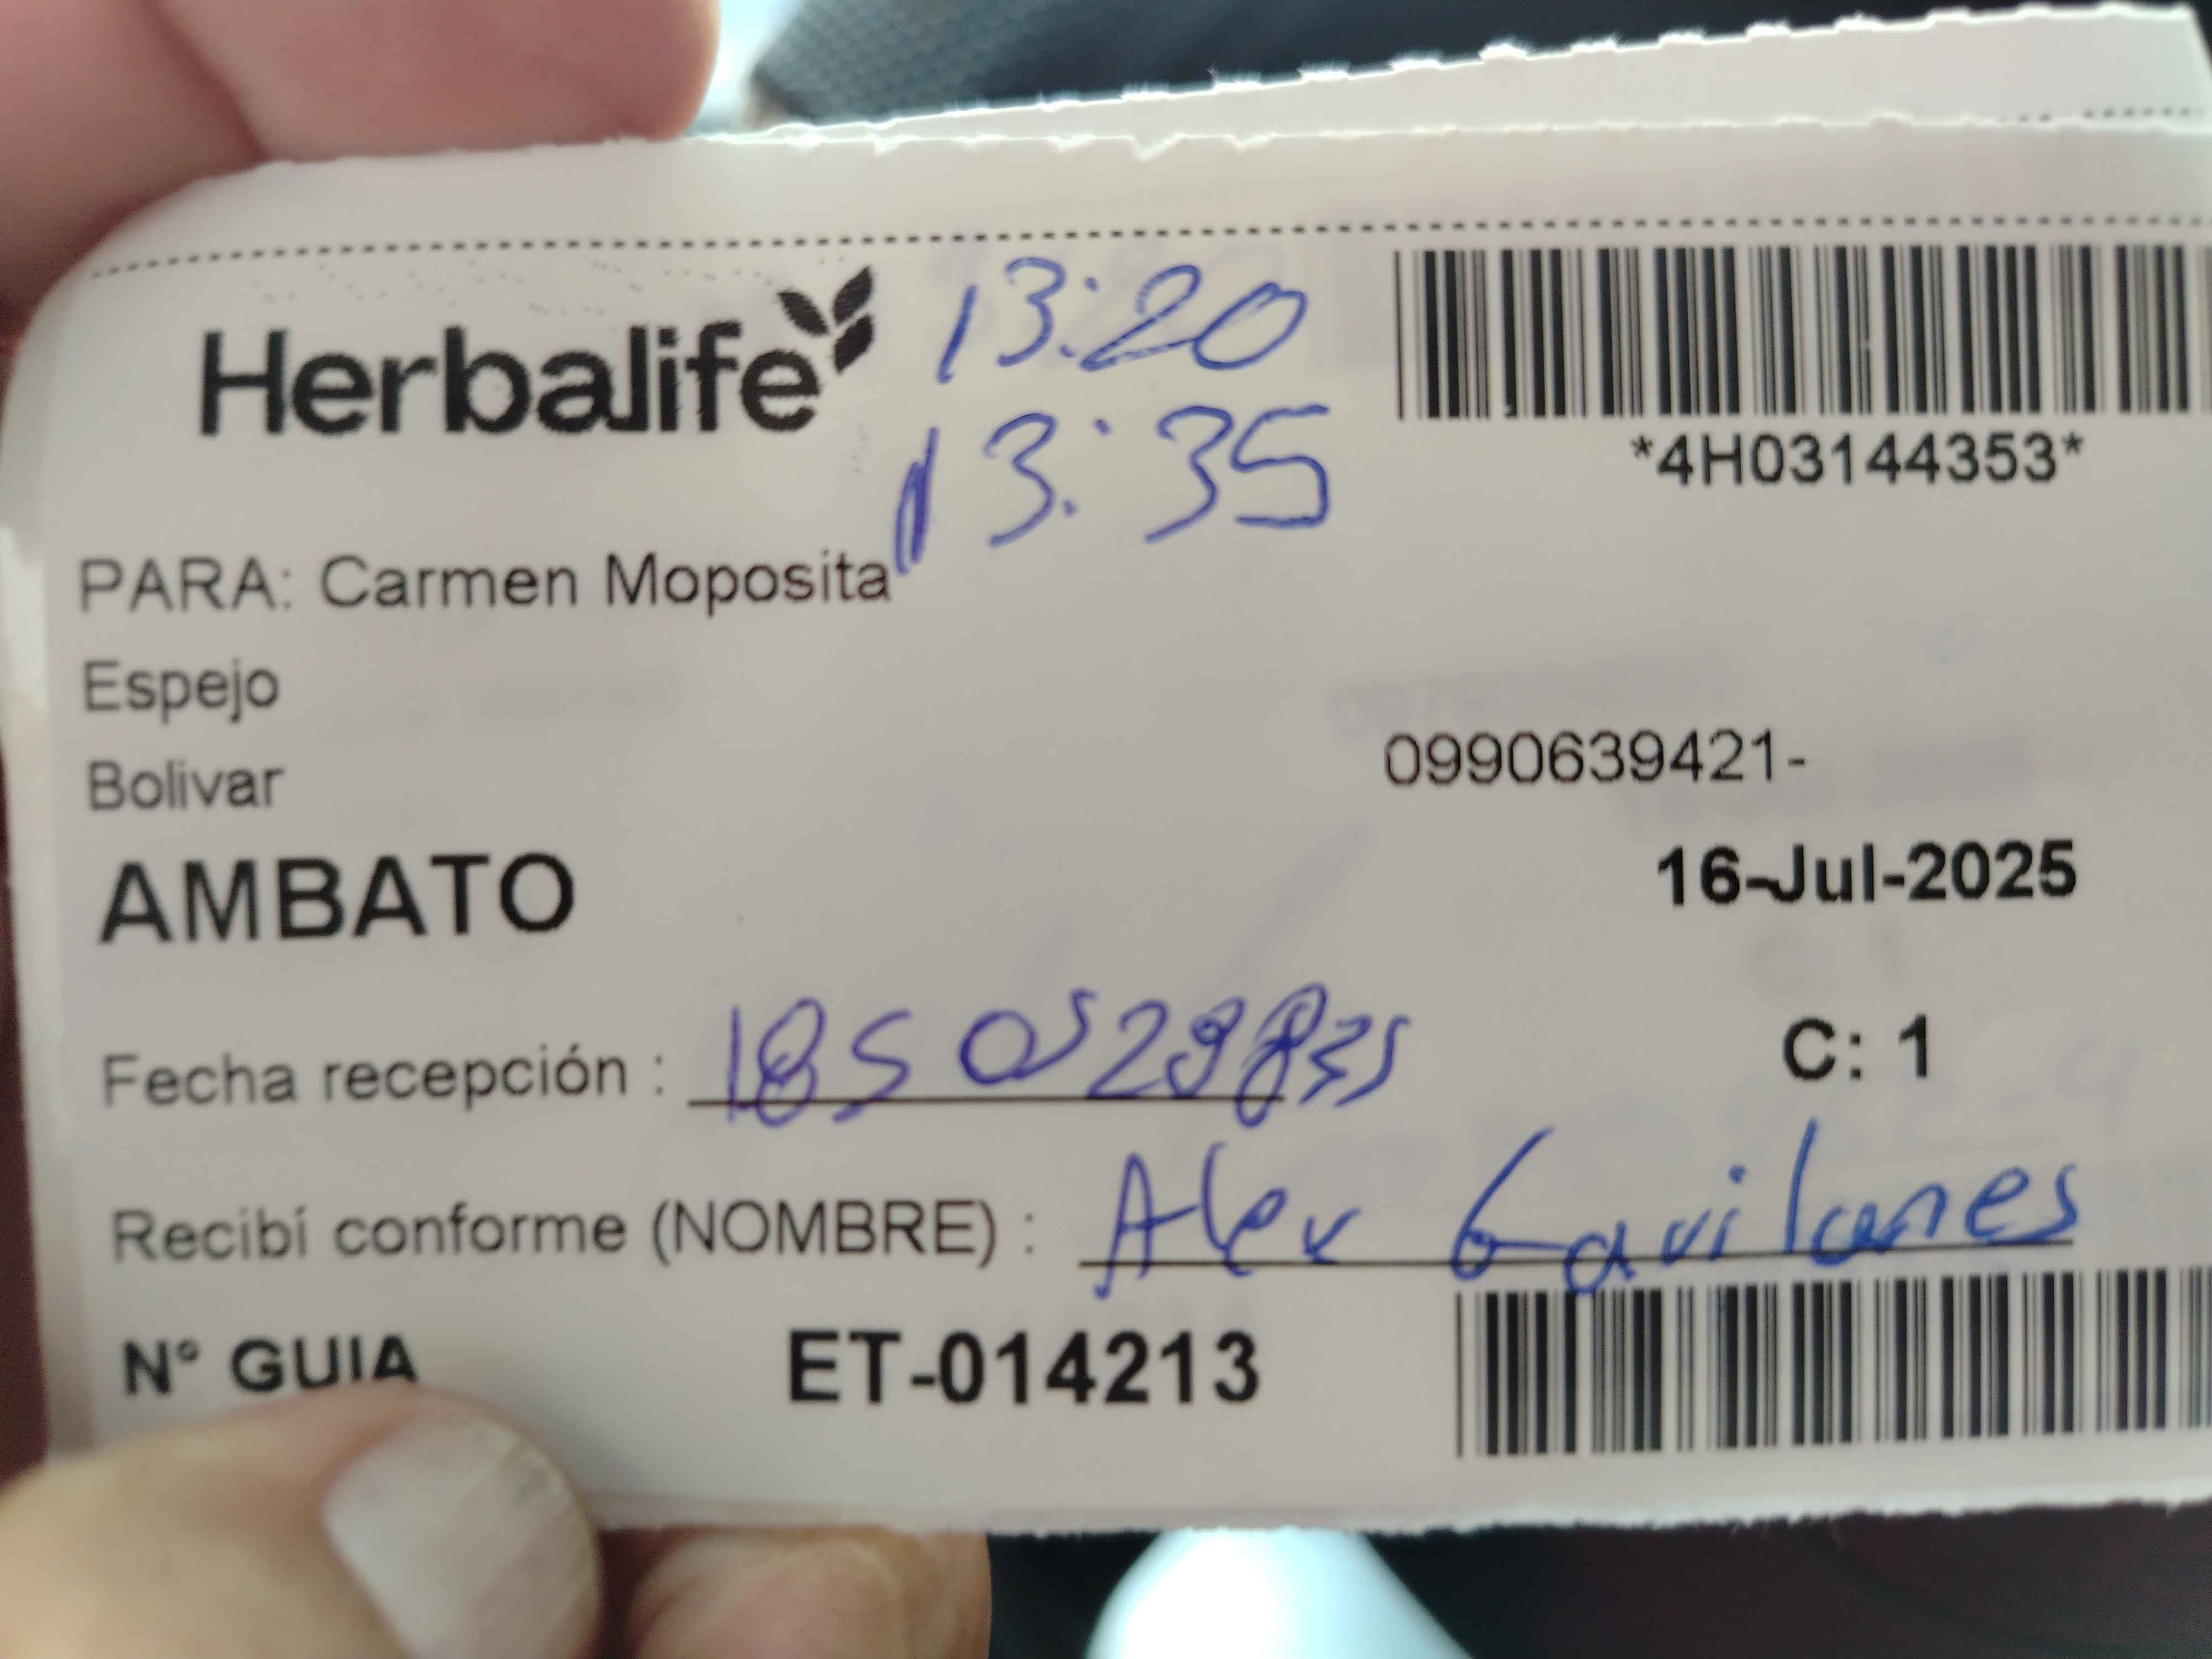 Herbalife 13:20
13:35
*4H03144353*
PARA: Carmen Moposita
Espejo
Bolivar
0990639421-
AMBATO
16-Jul-2025
Fecha recepción :
C: 1
Recibí conforme (NOMBRE) : Alex Gavilanes
N° GUIA ET-014213